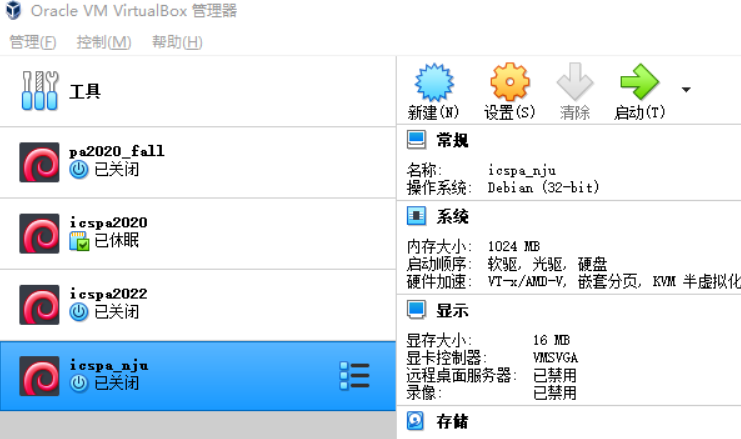 Oracle VM VirtualBox 管理器
管理(F) 控制(M) 帮助(H)
工具
pa2020_fall
已关闭
icspa2020
已休眠
icspa2022
已关闭
icspa_nju
已关闭
新建(N) 设置(S) 清除 启动(T)
常规
名称: icspa_nju
操作系统: Debian (32-bit)
系统
内存大小: 1024 MB
启动顺序: 软驱, 光驱, 硬盘
硬件加速: VT-x/AMD-V, 嵌套分页, KVM 半虚拟化
显示
显存大小: 16 MB
显卡控制器: VMSVGA
远程桌面服务器: 已禁用
录像: 已禁用
存储